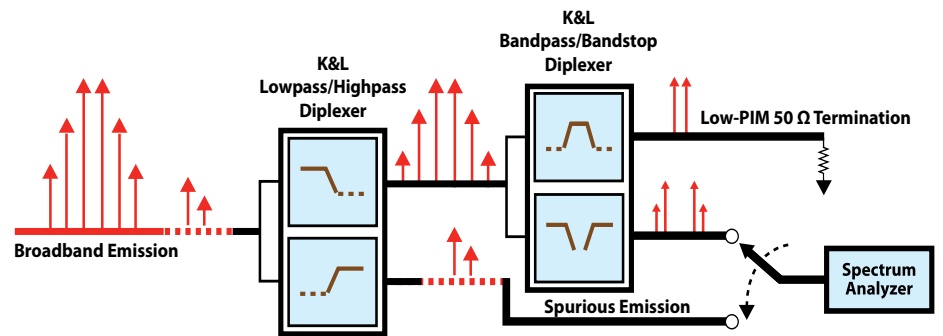 K&L
Lowpass/Highpass
Diplexer
K&L
Bandpass/Bandstop
Diplexer
Low-PIM 50 Ω Termination
Broadband Emission
Spurious Emission
Spectrum
Analyzer